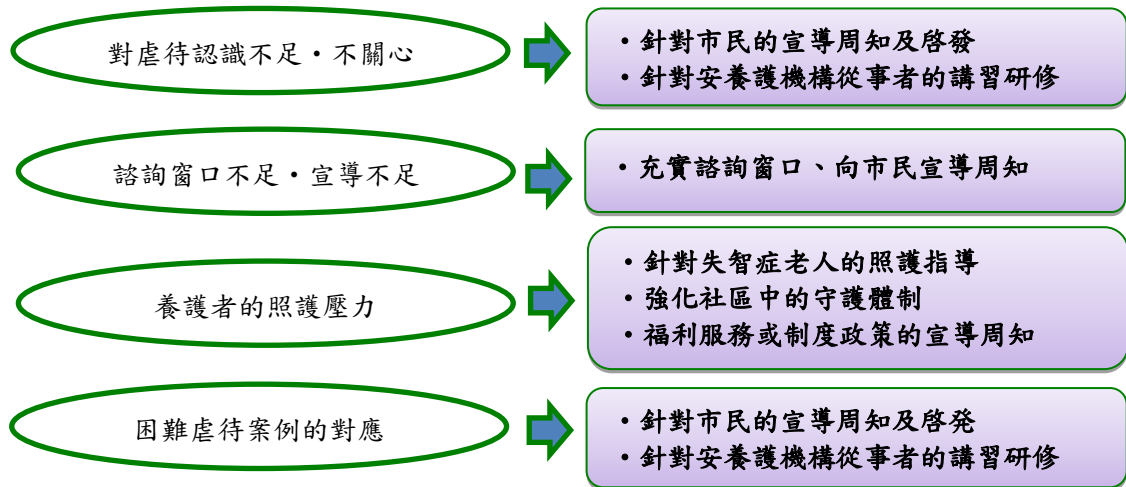 對虐待認識不足・不關心
・針對市民的宣導周知及啓發
・針對安養護機構從事者的講習研修
諮詢窗口不足・宣導不足
・充實諮詢窗口、向市民宣導周知
養護者的照護壓力
・針對失智症老人的照護指導
・強化社區中的守護體制
・福利服務或制度政策的宣導周知
困難虐待案例的對應
・針對市民的宣導周知及啓発
・針對安養護機構從事者的講習研修